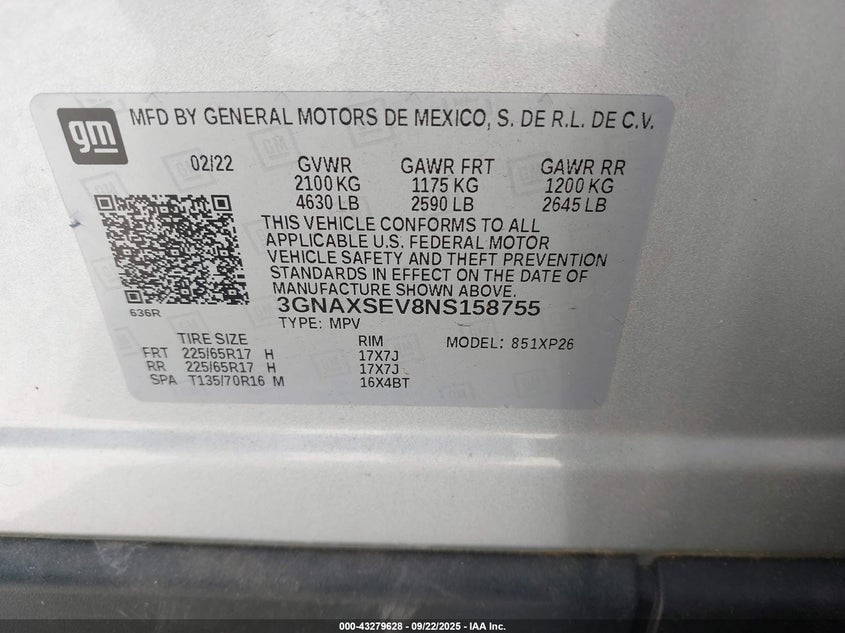 gm MFD BY GENERAL MOTORS DE MEXICO, S. DE R.L. DE C.V.
02/22 GVWR GAWR FRT GAWR RR
2100 KG 1175 KG 1200 KG
4630 LB 2590 LB 2645 LB
THIS VEHICLE CONFORMS TO ALL
APPLICABLE U.S. FEDERAL MOTOR
VEHICLE SAFETY AND THEFT PREVENTION
STANDARDS IN EFFECT ON THE DATE OF
MANUFACTURE SHOWN ABOVE.
636R 3GNAXSEV8NS158755
TYPE: MPV
TIRE SIZE RIM MODEL: 851XP26
FRT 225/65R17 H 17X7J
RR 225/65R17 H 17X7J
SPA T135/70R16 M 16X4BT
000-43279628 - 09/22/2025 - IAA Inc.